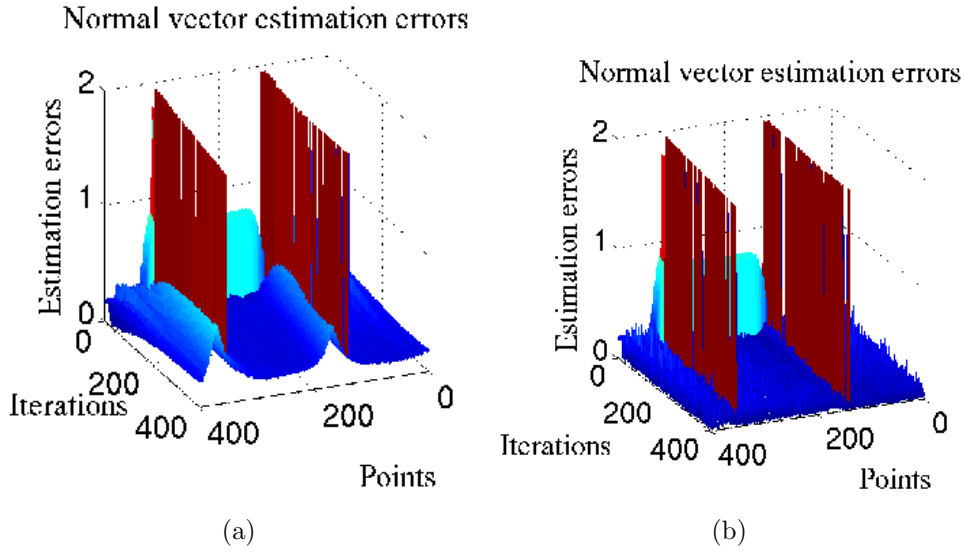 Normal vector estimation errors
Estimation errors
2
1
0
0
200
400
Iterations
400
200
0
Points
(a)
Normal vector estimation errors
Estimation errors
2
1
0
0
200
400
Iterations
400
200
0
Points
(b)